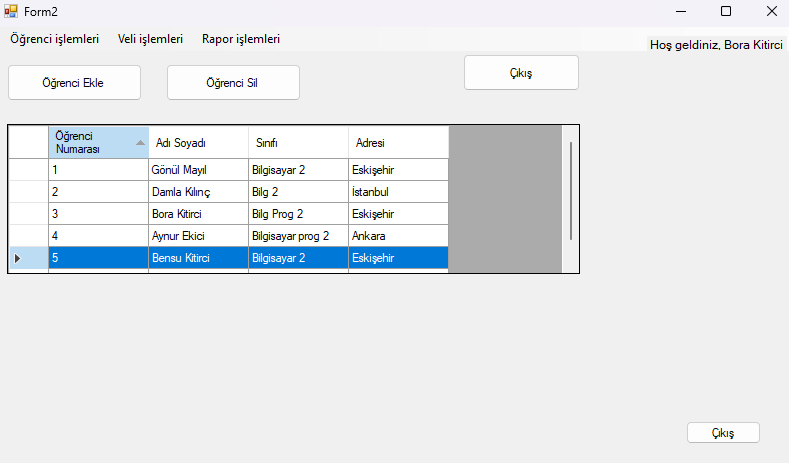 Form2
Öğrenci işlemleri Veli işlemleri Rapor işlemleri
Hoş geldiniz, Bora Kitirci
Öğrenci Ekle Öğrenci Sil Çıkış
Öğrenci
Numarası Adı Soyadı Sınıfı Adresi
1 Gönül Mayıl Bilgisayar 2 Eskişehir
2 Damla Kılınç Bilg 2 İstanbul
3 Bora Kitirci Bilg Prog 2 Eskişehir
4 Aynur Ekici Bilgisayar prog 2 Ankara
5 Bensu Kitirci Bilgisayar 2 Eskişehir
Çıkış